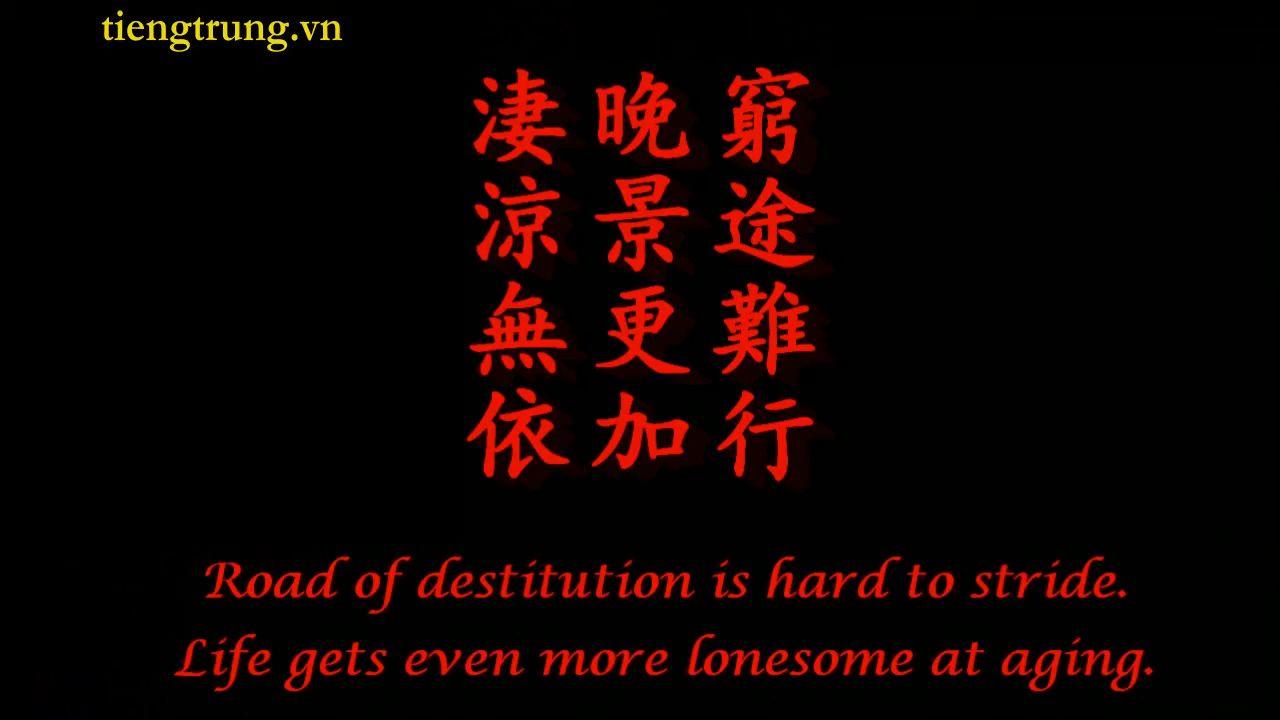 tiengtrung.vn
窮途難行
晚景更加
淒涼無依
Road of destitution is hard to stride.
Life gets even more lonesome at aging.